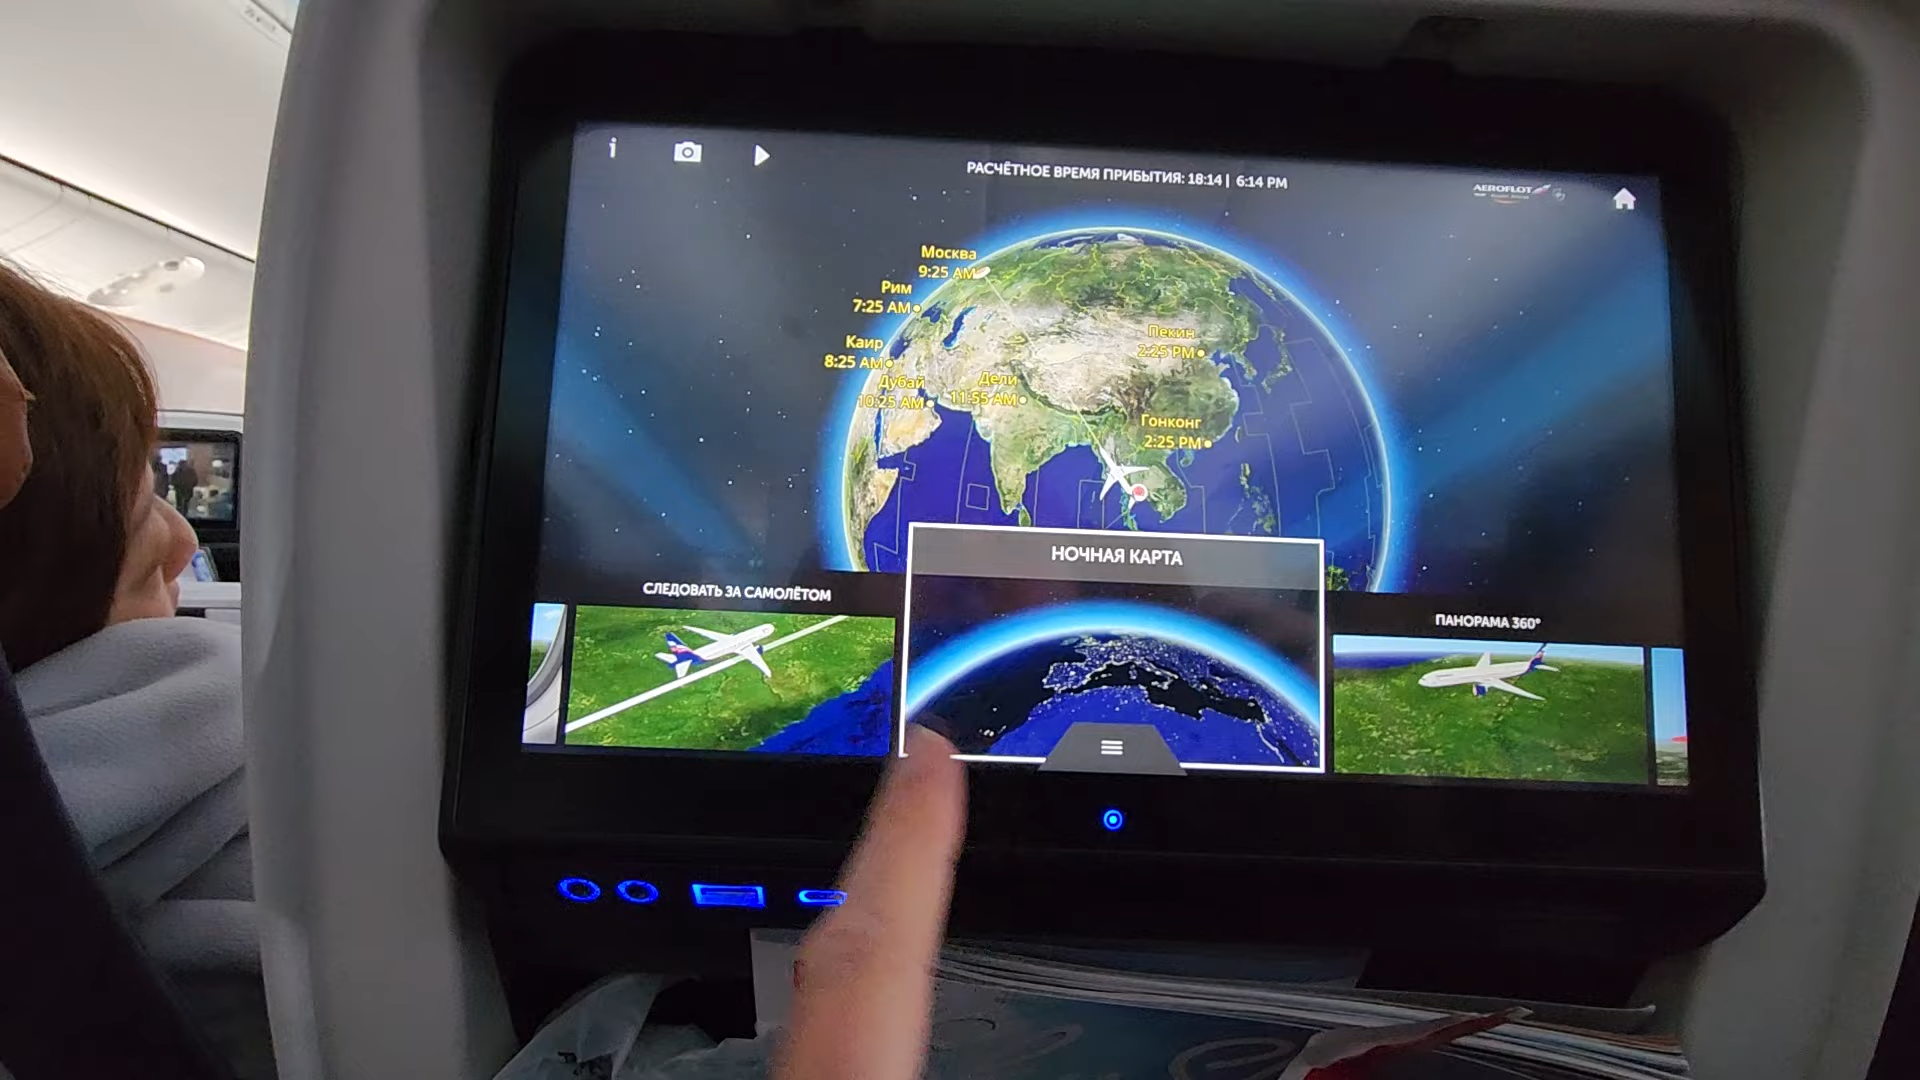 РАСЧЁТНОЕ ВРЕМЯ ПРИБЫТИЯ: 18:14 | 6:14 PM
AEROFLOT
Москва
9:25 AM
Рим
7:25 AM
Каир
8:25 AM
Дубай
10:25 AM
Дели
11:55 AM
Пекин
2:25 PM
Гонконг
2:25 PM
НОЧНАЯ КАРТА
СЛЕДОВАТЬ ЗА САМОЛЁТОМ
ПАНОРАМА 360°